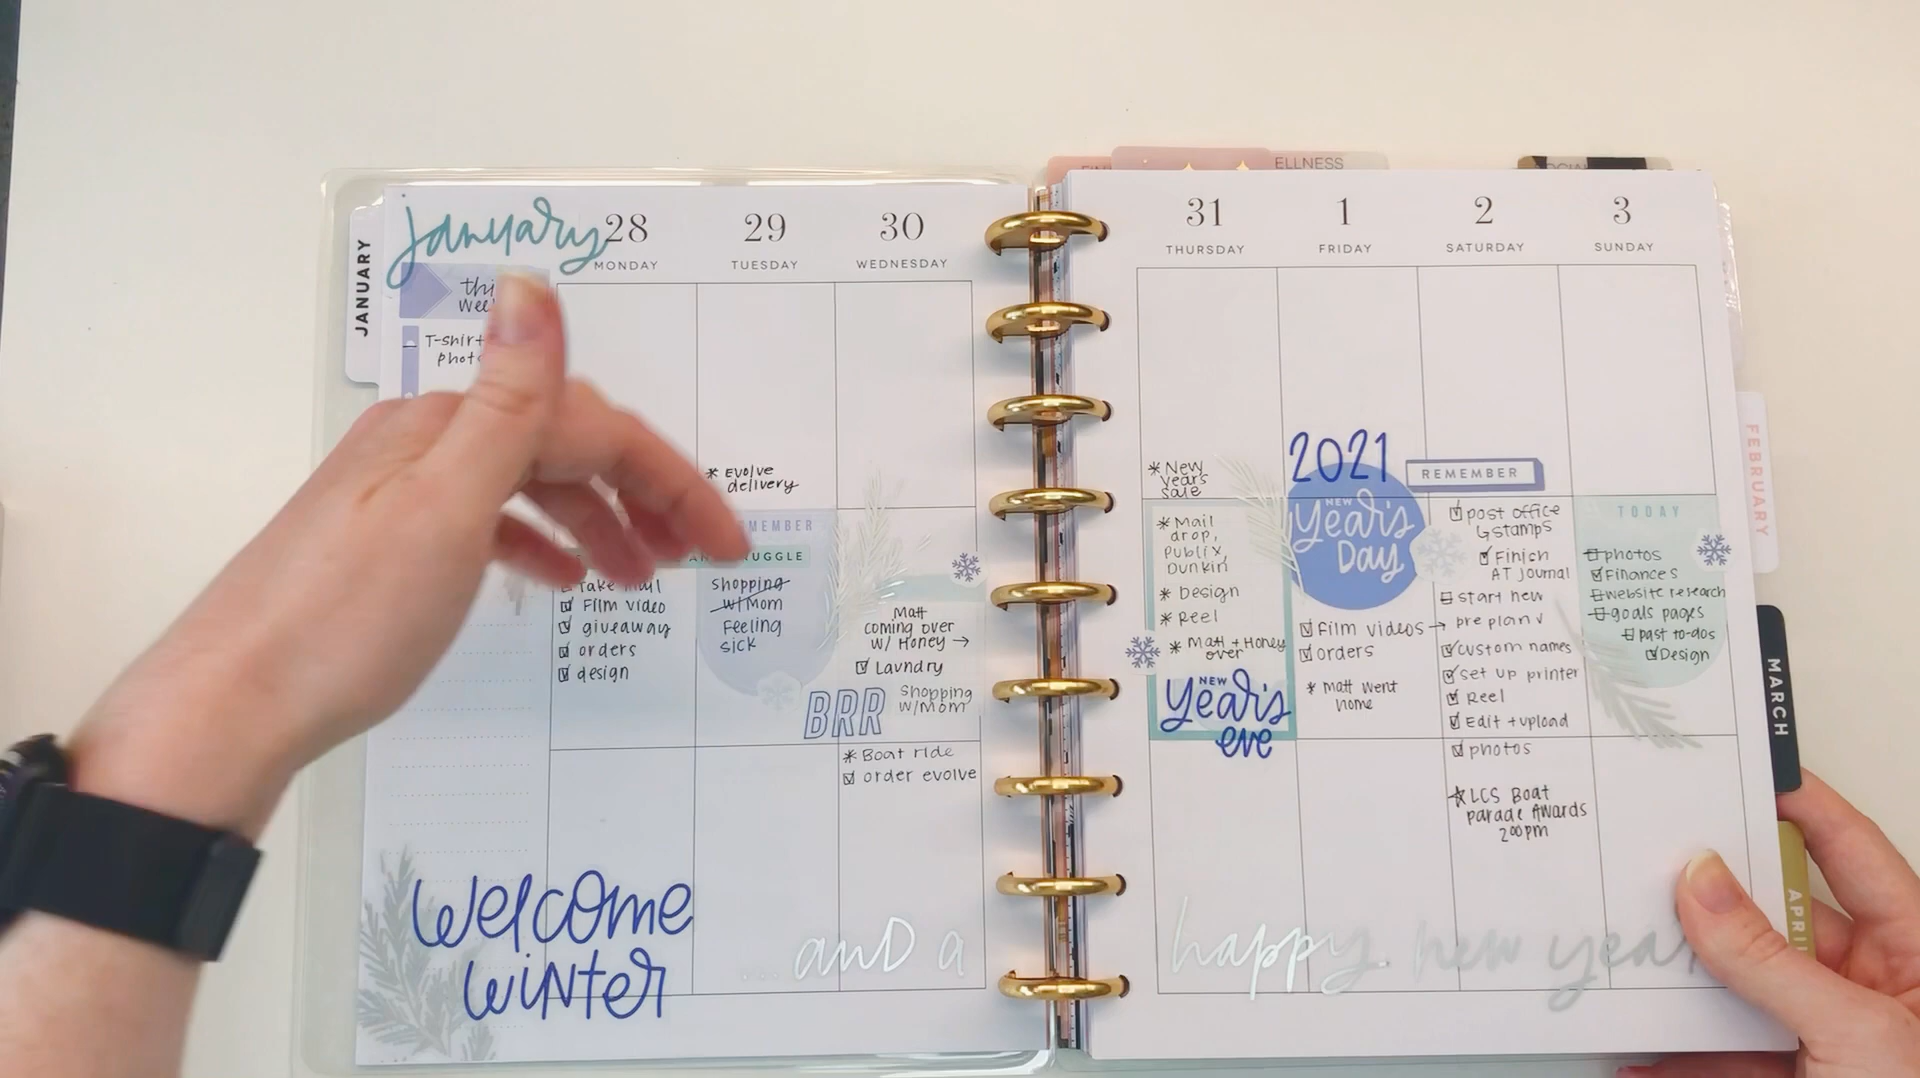 january
28
MONDAY
29
TUESDAY
30
WEDNESDAY
31
THURSDAY
1
FRIDAY
2
SATURDAY
3
SUNDAY
ELLNESS
JANUARY
FEBRUARY
MARCH
APRIL
T-shirt
* Evolve
delivery
UGGLE
Take mail
Film video
giveaway
orders
design
Shopping
w/Mom
Feeling
sick
Matt
coming over
w/ Honey →
Laundry
BRR
Shopping
w/mom
* Boat ride
order evolve
welcome
winter
... and a
* New
years
sale
* Mail
drop,
Publix,
Dunkin
* Design
* Reel
* Matt + Honey
over
NEW
Year's
eve
2021
NEW
Year's
Day
Film videos →
orders
* Matt went
home
REMEMBER
post office
stamps
Finish
AT Journal
start new
pre plan
custom names
set up printer
Reel
Edit + upload
photos
LCS Boat
parade Awards
2:00pm
TODAY
photos
Finances
website research
goals pages
past to-dos
Design
happy new year